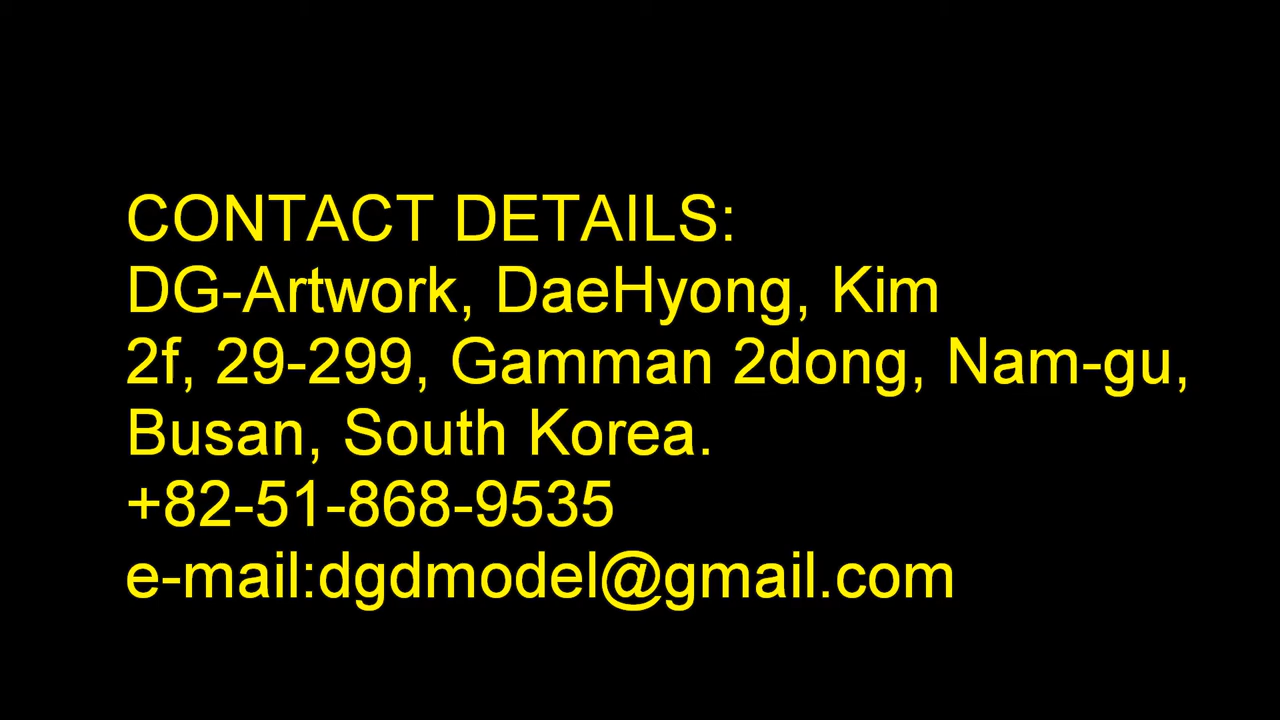 CONTACT DETAILS:
DG-Artwork, DaeHyong, Kim
2f, 29-299, Gamman 2dong, Nam-gu,
Busan, South Korea.
+82-51-868-9535
e-mail:dgdmodel@gmail.com